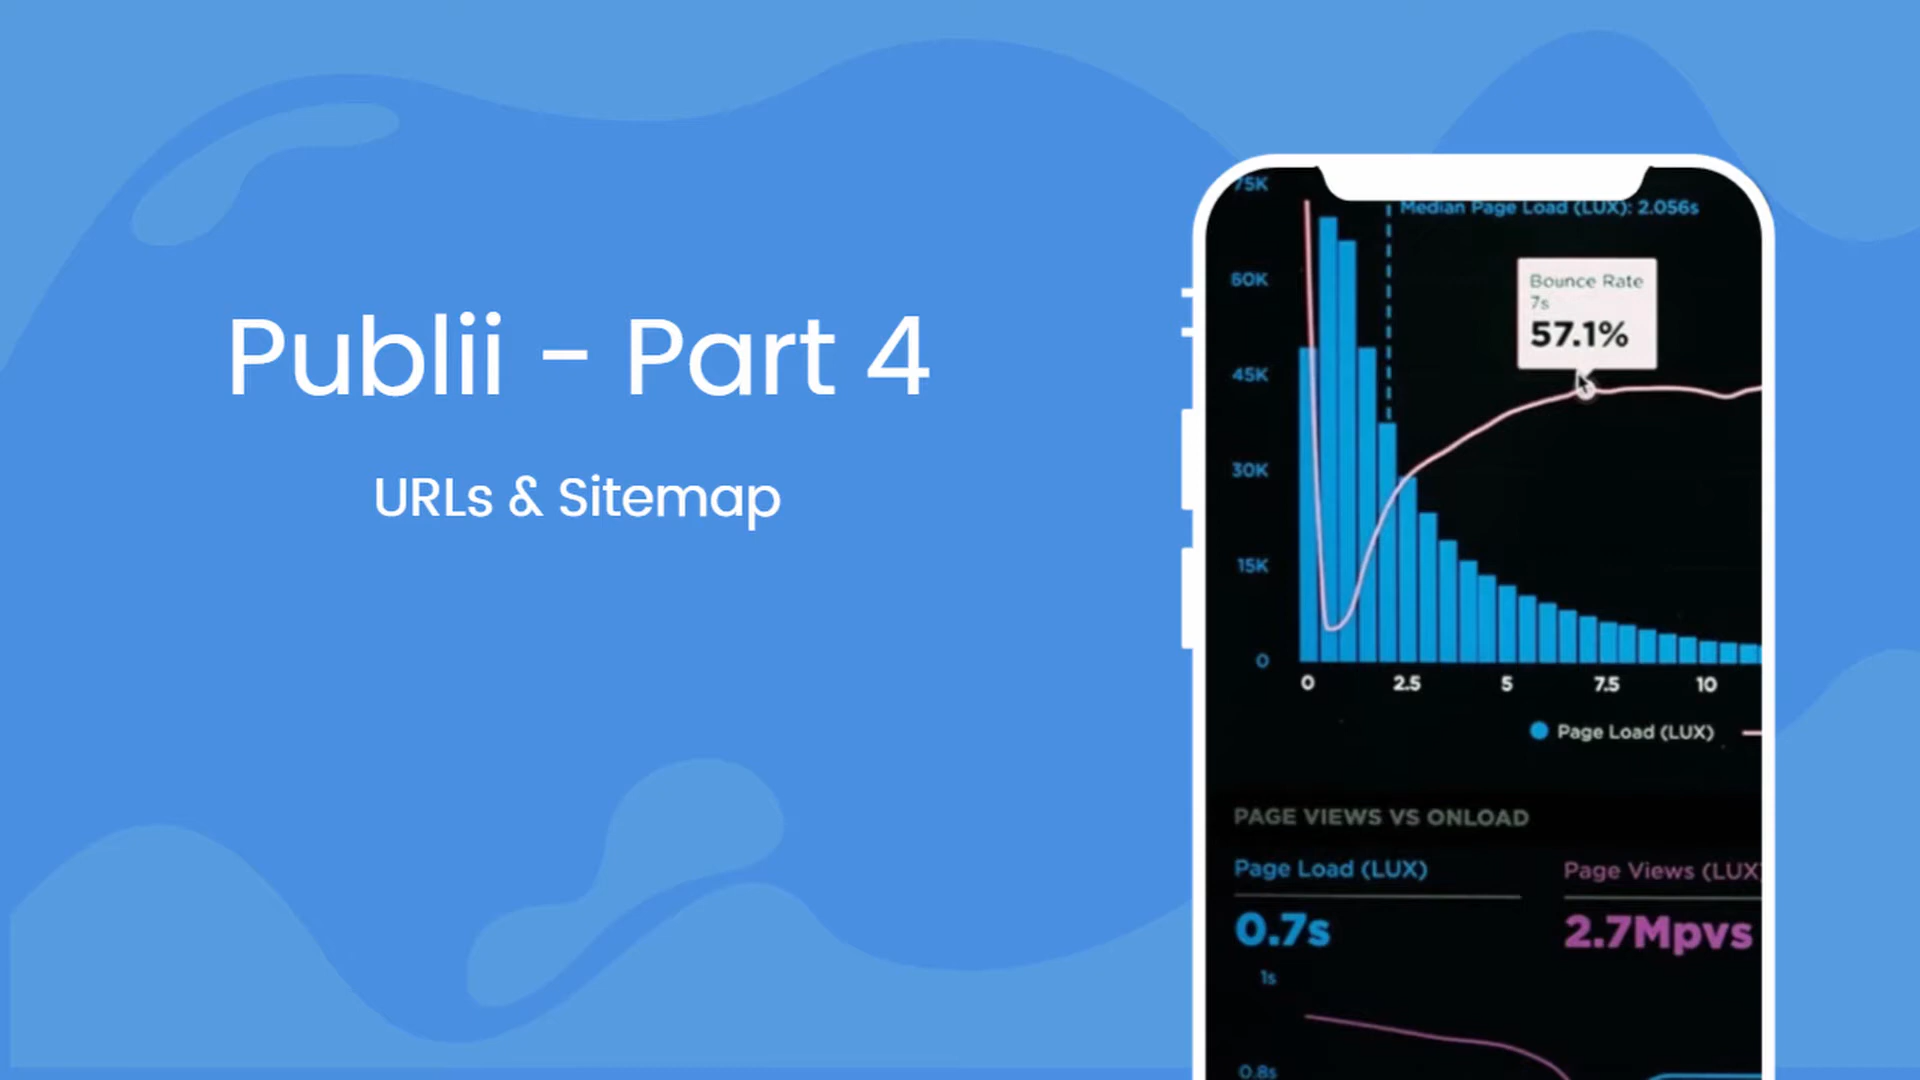 Publii - Part 4
URLs & Sitemap
75K
Median Page Load (LUX): 2.056s
60K
Bounce Rate
7s
57.1%
45K
30K
15K
0
0 2.5 5 7.5 10
Page Load (LUX)
PAGE VIEWS VS ONLOAD
Page Load (LUX) Page Views (LUX)
0.7s 2.7Mpvs
1s
0.8s